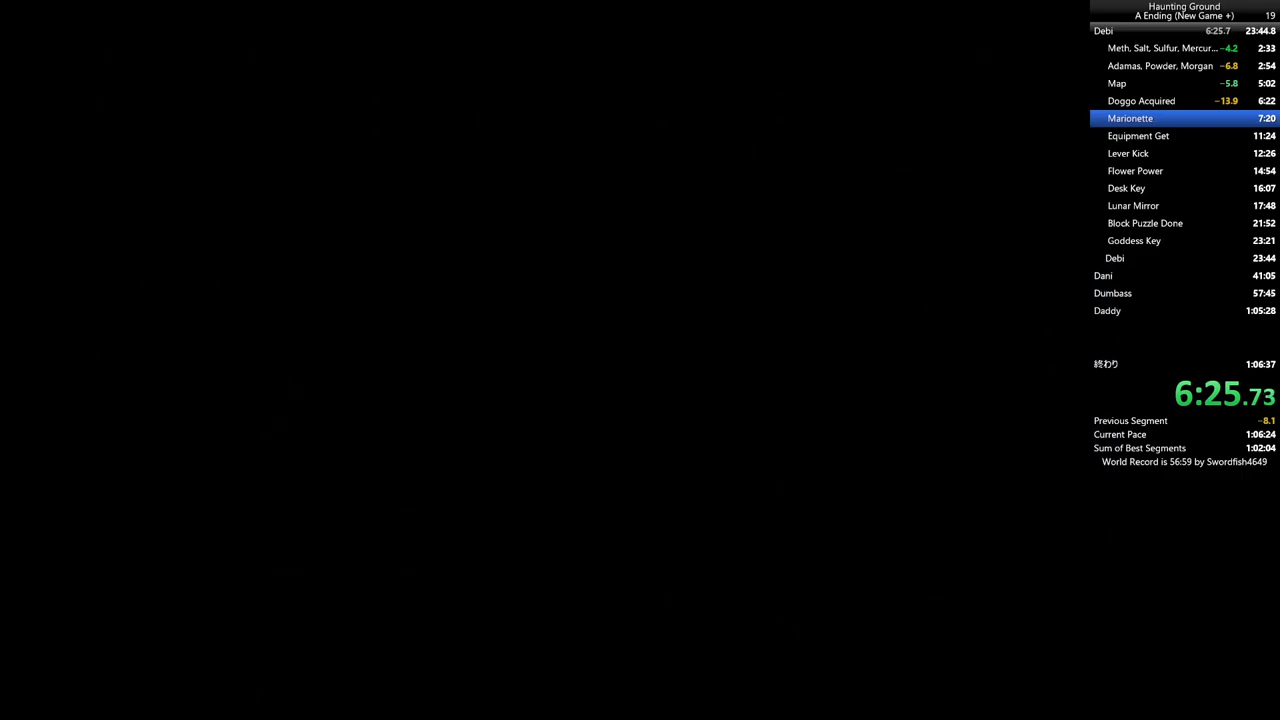 Haunting Ground
A Ending (New Game +) 19
Debi 6:25.7 23:44.8
Meth, Salt, Sulfur, Mercur... −4.2 2:33
Adamas, Powder, Morgan −6.8 2:54
Map −5.8 5:02
Doggo Acquired −13.9 6:22
Marionette 7:20
Equipment Get 11:24
Lever Kick 12:26
Flower Power 14:54
Desk Key 16:07
Lunar Mirror 17:48
Block Puzzle Done 21:52
Goddess Key 23:21
Debi 23:44
Dani 41:05
Dumbass 57:45
Daddy 1:05:28
終わり 1:06:37
6:25.73
Previous Segment −8.1
Current Pace 1:06:24
Sum of Best Segments 1:02:04
World Record is 56:59 by Swordfish4649